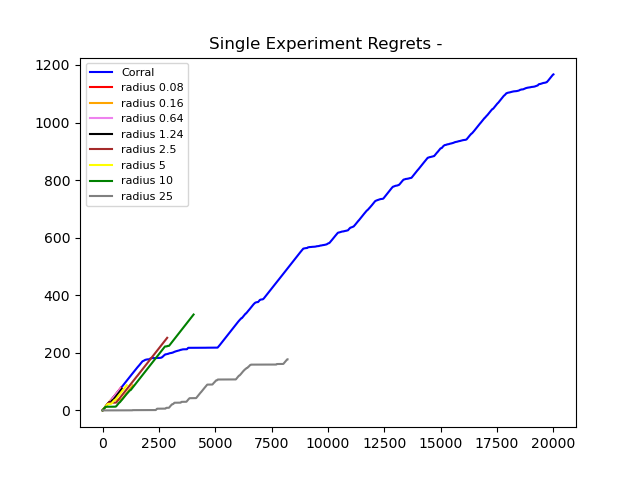 Single Experiment Regrets -
1200
1000
800
600
400
200
0
Corral
radius 0.08
radius 0.16
radius 0.64
radius 1.24
radius 2.5
radius 5
radius 10
radius 25
0 2500 5000 7500 10000 12500 15000 17500 20000